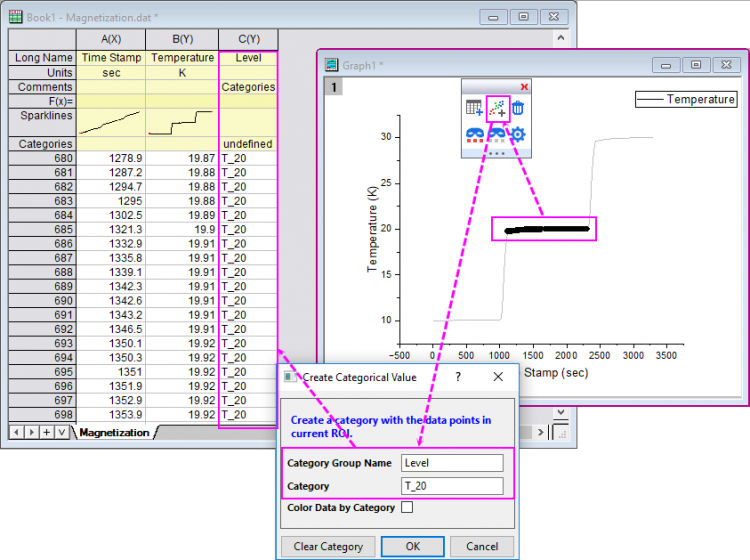 Book1 - Magnetization.dat *
A(X) B(Y) C(Y)
Long Name Time Stamp Temperature Level
Units sec K
Comments Categories
F(x)=
Sparklines
Categories undefined
680 1278.9 19.87 T_20
681 1287.2 19.88 T_20
682 1294.7 19.88 T_20
683 1295 19.88 T_20
684 1302.5 19.89 T_20
685 1321.3 19.9 T_20
686 1332.9 19.91 T_20
687 1335.8 19.91 T_20
688 1339.1 19.91 T_20
689 1342.3 19.91 T_20
690 1342.6 19.91 T_20
691 1343.2 19.91 T_20
692 1346.5 19.91 T_20
693 1350.1 19.92 T_20
694 1350.3 19.92 T_20
695 1351 19.92 T_20
696 1351.9 19.92 T_20
697 1352.9 19.92 T_20
698 1353.9 19.92 T_20
Magnetization
Graph1 *
1
Temperature
30
25
20
15
10
Temperature (K)
-500 0 500 1000 1500 2000 2500 3000 3500
Stamp (sec)
Create Categorical Value ?
Create a category with the data points in
current ROI.
Category Group Name Level
Category T_20
Color Data by Category
Clear Category OK Cancel